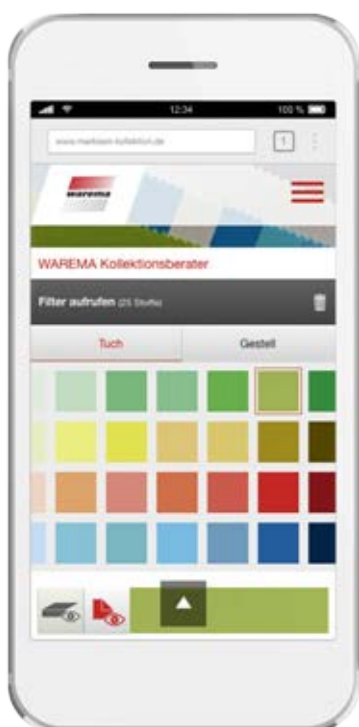 12:34 100 %
www.markisen-kollektion.de 1
warema
WAREMA Kollektionsberater
Filter aufrufen (25 Stoffe)
Tuch Gestell